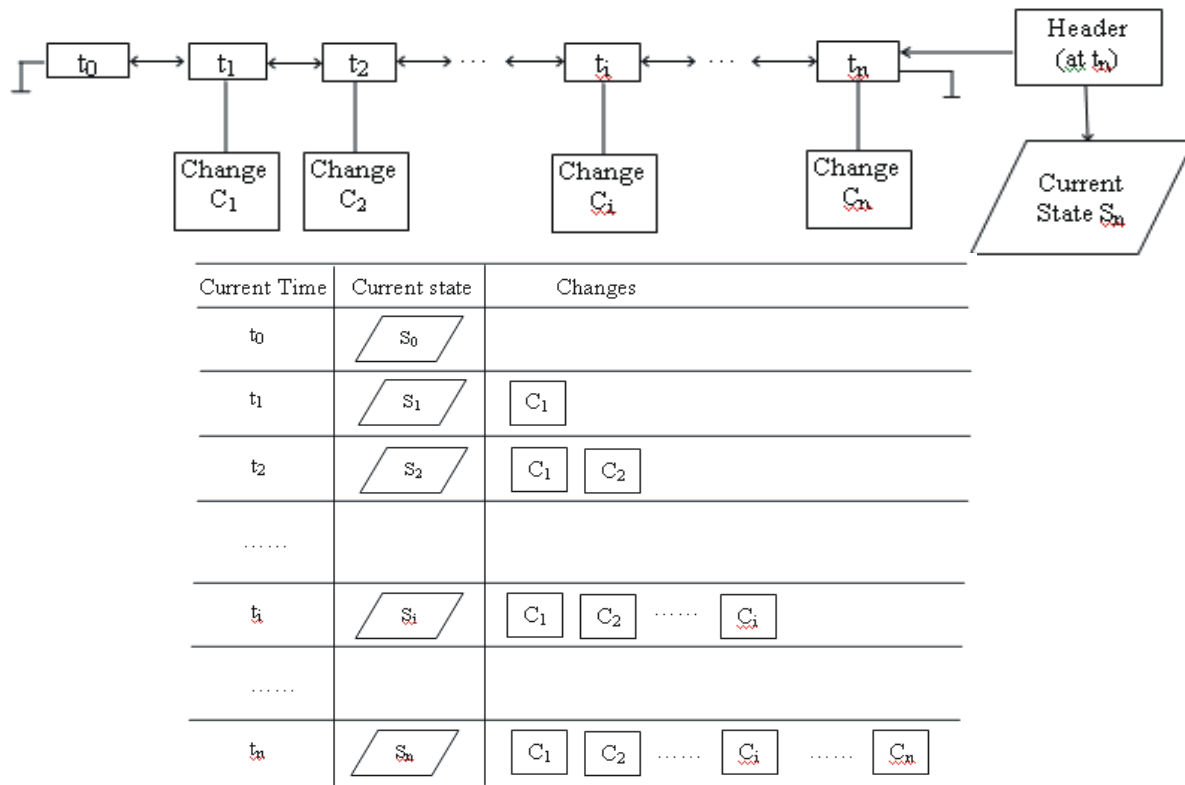 t₀ t₁ t₂ ... tᵢ ... tₙ Header
(at tₙ)
Change
C₁
Change
C₂
Change
Cᵢ
Change
Cₙ
Current
State Sₙ
Current Time Current state Changes
t₀ S₀
t₁ S₁ C₁
t₂ S₂ C₁ C₂
......
tᵢ Sᵢ C₁ C₂ ...... Cᵢ
......
tₙ Sₙ C₁ C₂ ...... Cᵢ ...... Cₙ